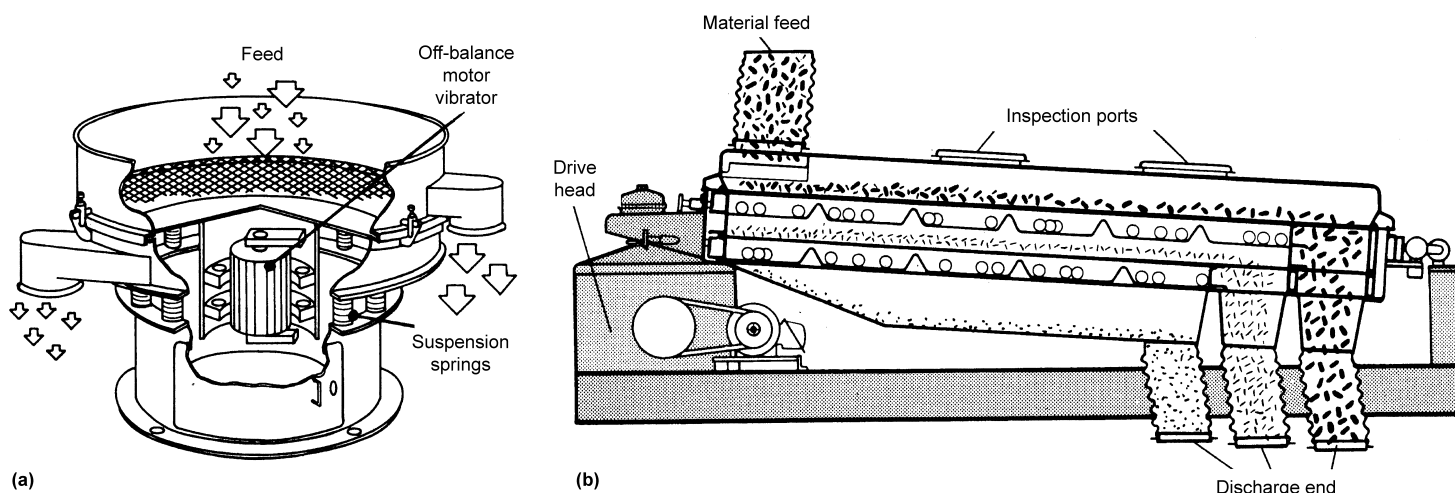 Feed
Off-balance
motor
vibrator
Suspension
springs
(a)
Material feed
Inspection ports
Drive
head
Discharge end
(b)